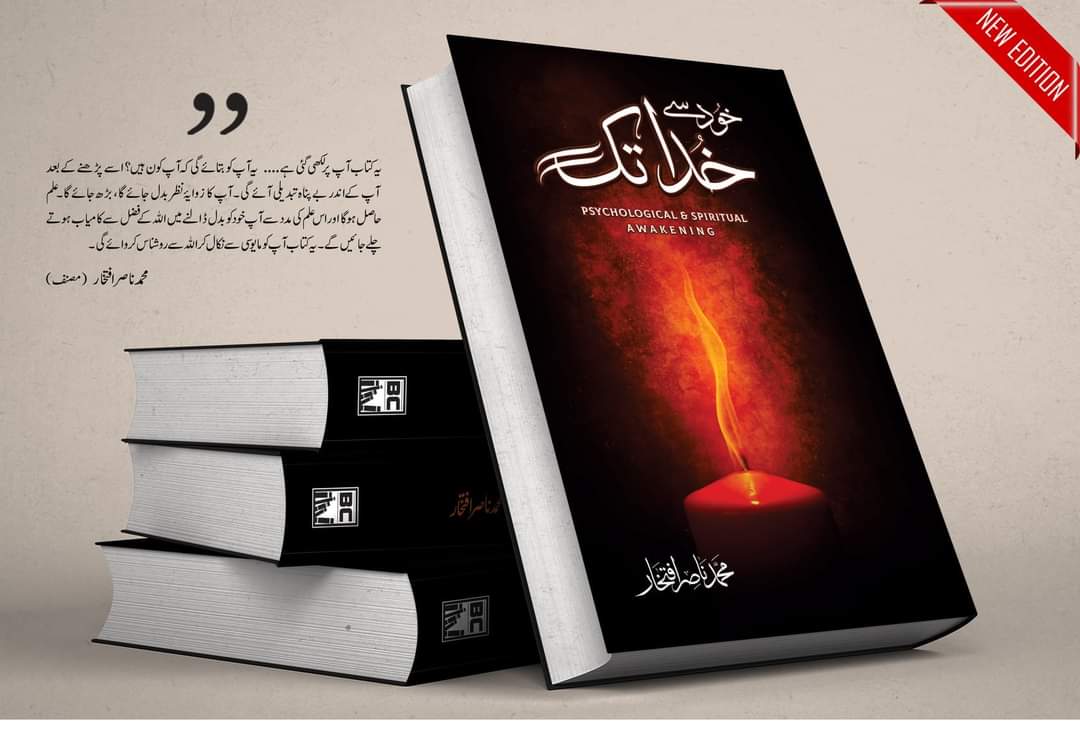 NEW EDITION
یہ کتاب آپ پر لکھی گئی ہے.... یہ آپ کو بتائے گی کہ آپ کون ہیں؟ اسے پڑھنے کے بعد
آپ کے اندر بے پناہ تبدیلی آئے گی۔ آپ کا زوایۂ نظر بدل جائے گا، بڑھ جائے گا۔ علم
حاصل ہوگا اور اس علم کی مدد سے آپ خود کو بدل ڈالنے میں اللہ کے فضل سے کامیاب ہوتے
چلے جائیں گے۔ یہ کتاب آپ کو مایوسی سے نکال کر اللہ سے روشناس کروائے گی۔
محمد ناصر افتخار (مصنف)
خود سے
خُدا تک
PSYCHOLOGICAL & SPIRITUAL
AWAKENING
محمد ناصر افتخار
BC
BC
محمد ناصر افتخار
BC